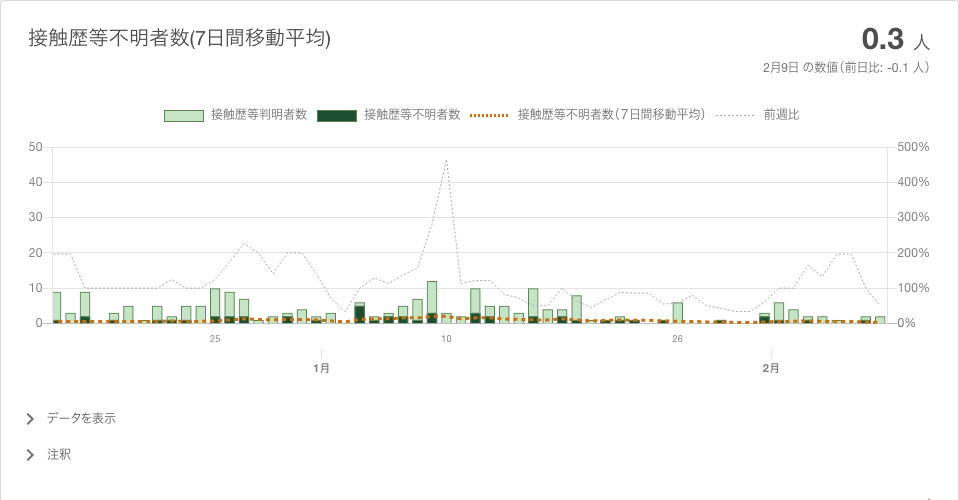 接触歴等不明者数(7日間移動平均)
0.3 人
2月9日 の数値（前日比: -0.1 人）
接触歴等判明者数 接触歴等不明者数 接触歴等不明者数（7日間移動平均） 前週比
50 500%
40 400%
30 300%
20 200%
10 100%
0 0%
25 10 26
1月 2月
データを表示
注釈